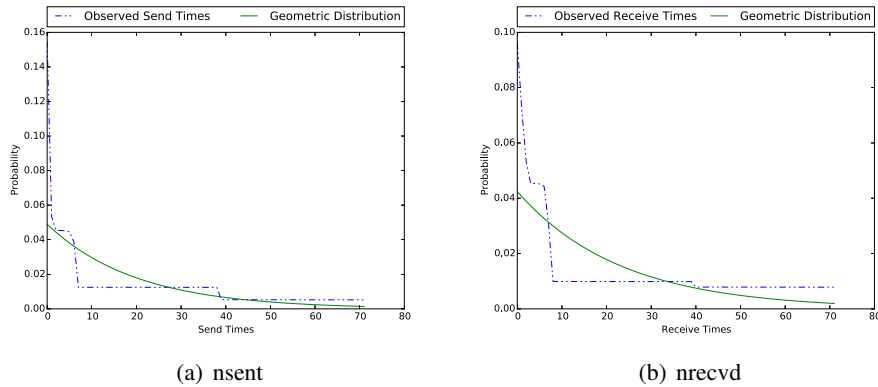 Observed Send Times Geometric Distribution
0.16
0.14
0.12
0.10
0.08
0.06
0.04
0.02
0.00
Probability
0 10 20 30 40 50 60 70 80
Send Times
(a) nsent
Observed Receive Times Geometric Distribution
0.10
0.08
0.06
0.04
0.02
0.00
Probability
0 10 20 30 40 50 60 70 80
Receive Times
(b) nrecvd